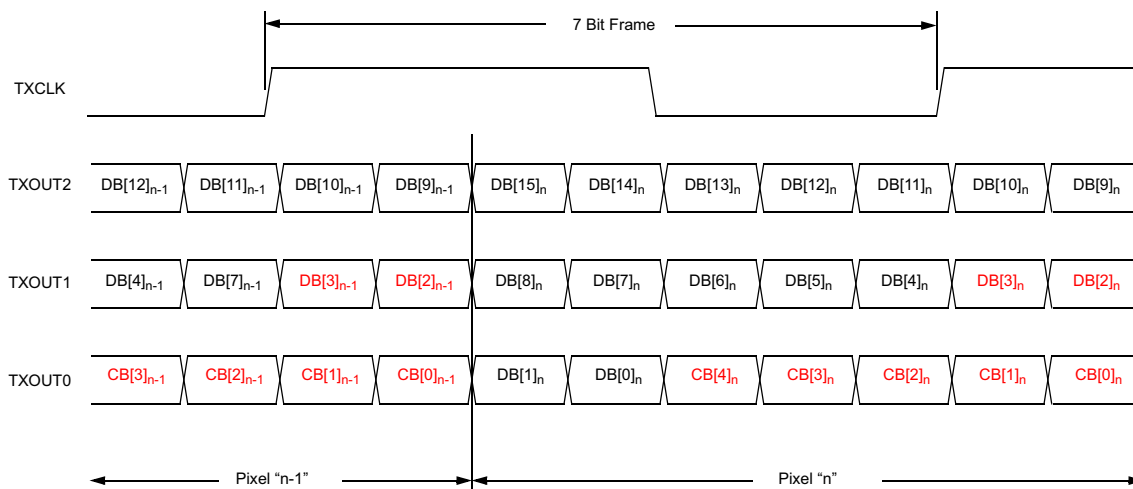 7 Bit Frame
TXCLK
TXOUT2 DB[12]n-1 DB[11]n-1 DB[10]n-1 DB[9]n-1 DB[15]n DB[14]n DB[13]n DB[12]n DB[11]n DB[10]n DB[9]n
TXOUT1 DB[4]n-1 DB[7]n-1 DB[3]n-1 DB[2]n-1 DB[8]n DB[7]n DB[6]n DB[5]n DB[4]n DB[3]n DB[2]n
TXOUT0 CB[3]n-1 CB[2]n-1 CB[1]n-1 CB[0]n-1 DB[1]n DB[0]n CB[4]n CB[3]n CB[2]n CB[1]n CB[0]n
Pixel “n-1” Pixel “n”